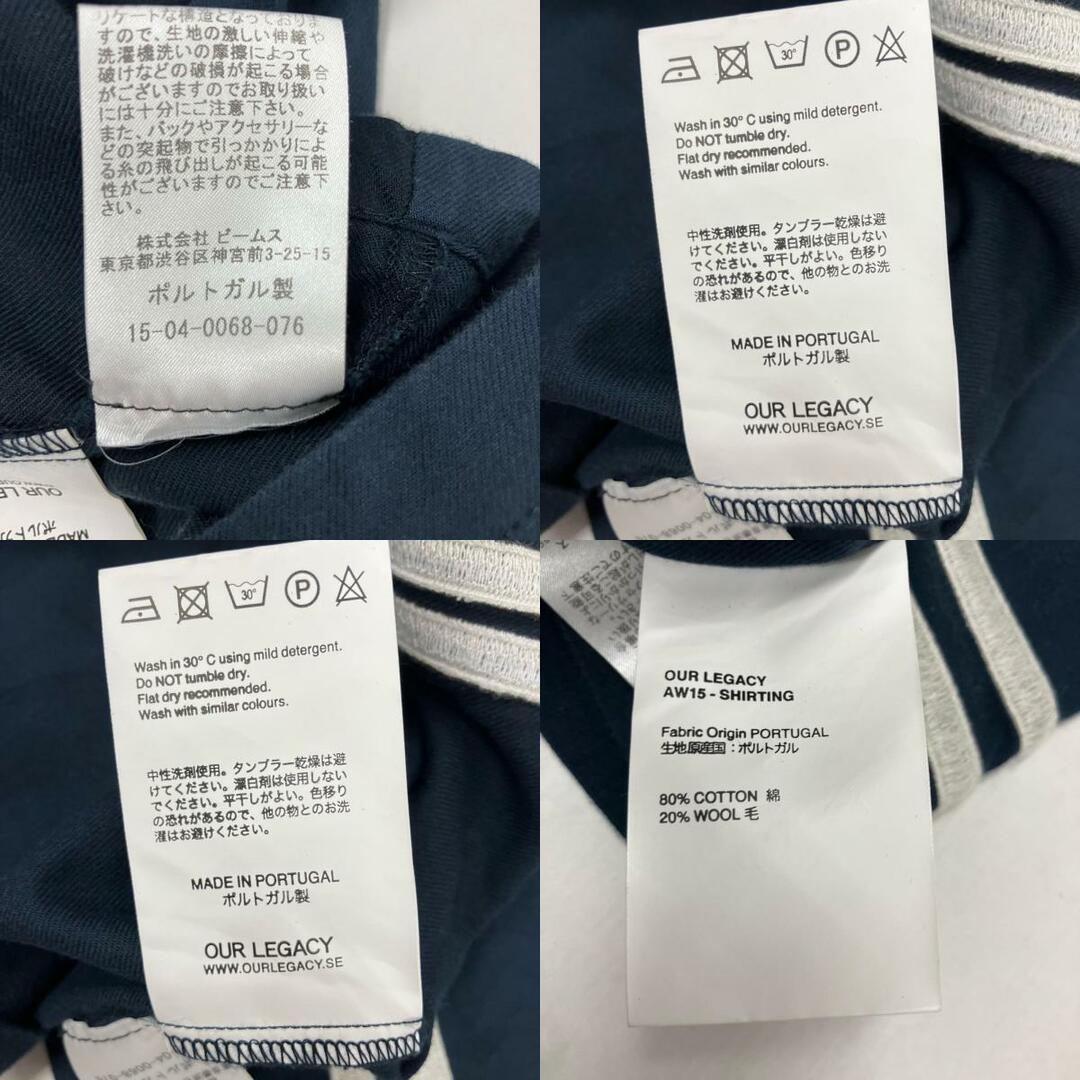 リケートな構造となっておりま
すので、生地の激しい伸縮や
洗濯機洗いの摩擦によって
破けなどの破損が起こる場合
がございますのでお取り扱い
には十分にご注意下さい。
また、バックやアクセサリーな
どの突起物で引っかかりによ
る糸の飛び出しが起こる可能
性がございますのでご注意下
さい。
株式会社 ビームス
東京都渋谷区神宮前3-25-15
ポルトガル製
15-04-0068-076
30°
P
Wash in 30° C using mild detergent.
Do NOT tumble dry.
Flat dry recommended.
Wash with similar colours.
中性洗剤使用。タンブラー乾燥は避
けてください。漂白剤は使用しない
でください。平干しがよい。色移り
の恐れがあるので、他の物とのお洗
濯はお避けください。
MADE IN PORTUGAL
ポルトガル製
OUR LEGACY
WWW.OURLEGACY.SE
30°
P
Wash in 30° C using mild detergent.
Do NOT tumble dry.
Flat dry recommended.
Wash with similar colours.
中性洗剤使用。タンブラー乾燥は避
けてください。漂白剤は使用しない
でください。平干しがよい。色移り
の恐れがあるので、他の物とのお洗
濯はお避けください。
MADE IN PORTUGAL
ポルトガル製
OUR LEGACY
WWW.OURLEGACY.SE
OUR LEGACY
AW15 - SHIRTING
Fabric Origin PORTUGAL
生地原産国：ポルトガル
80% COTTON 綿
20% WOOL 毛